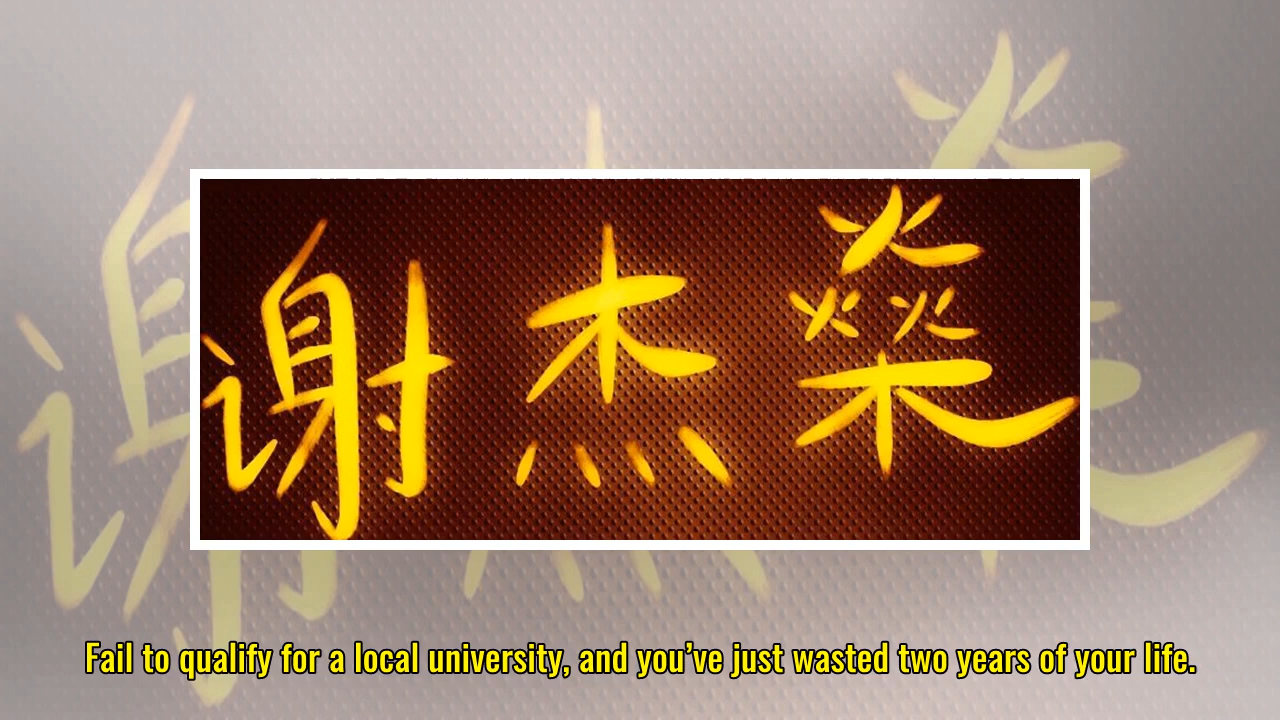 谢杰燊
Fail to qualify for a local university, and you’ve just wasted two years of your life.